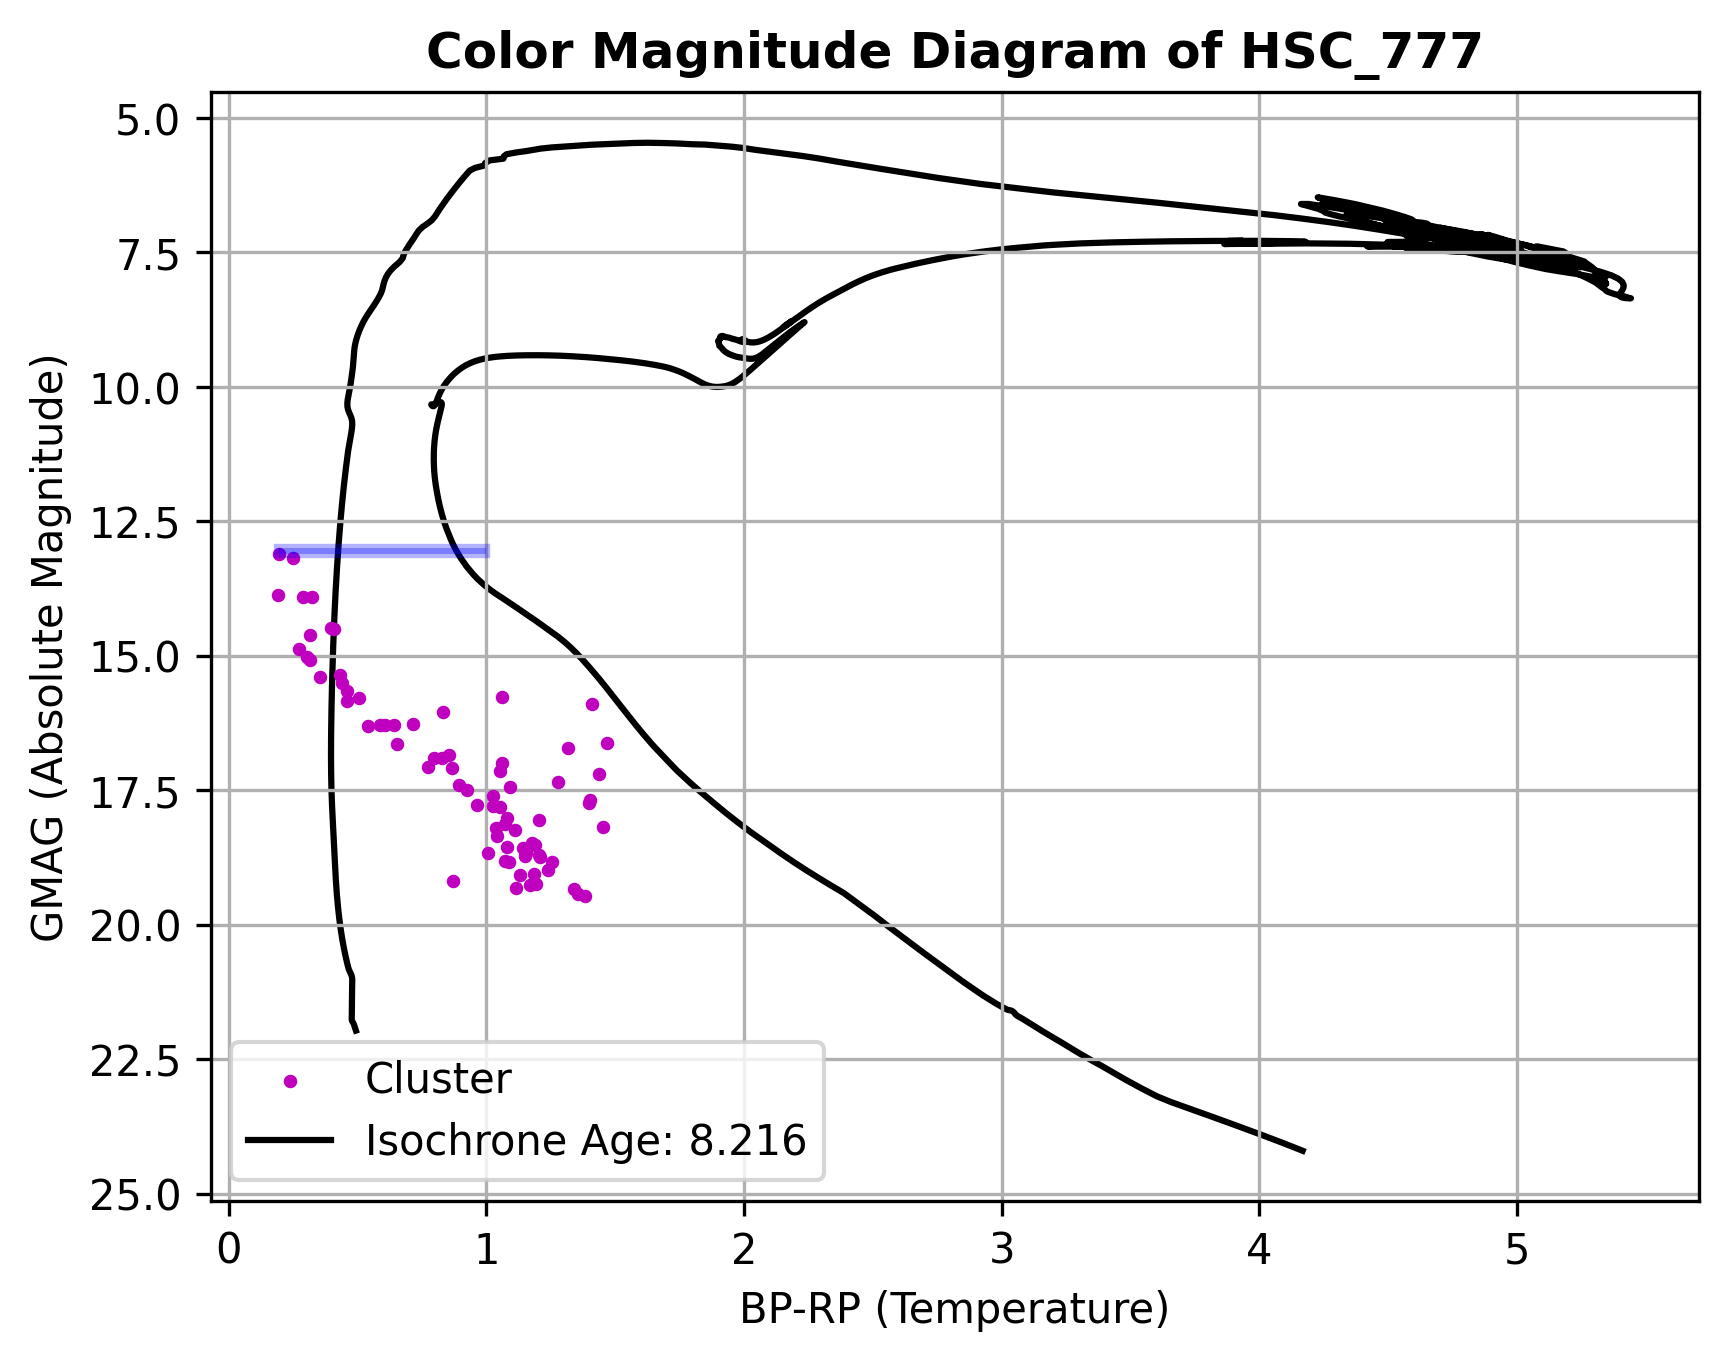 Color Magnitude Diagram of HSC_777
GMAG (Absolute Magnitude)
5.0
7.5
10.0
12.5
15.0
17.5
20.0
22.5
25.0
Cluster
Isochrone Age: 8.216
0 1 2 3 4 5
BP-RP (Temperature)